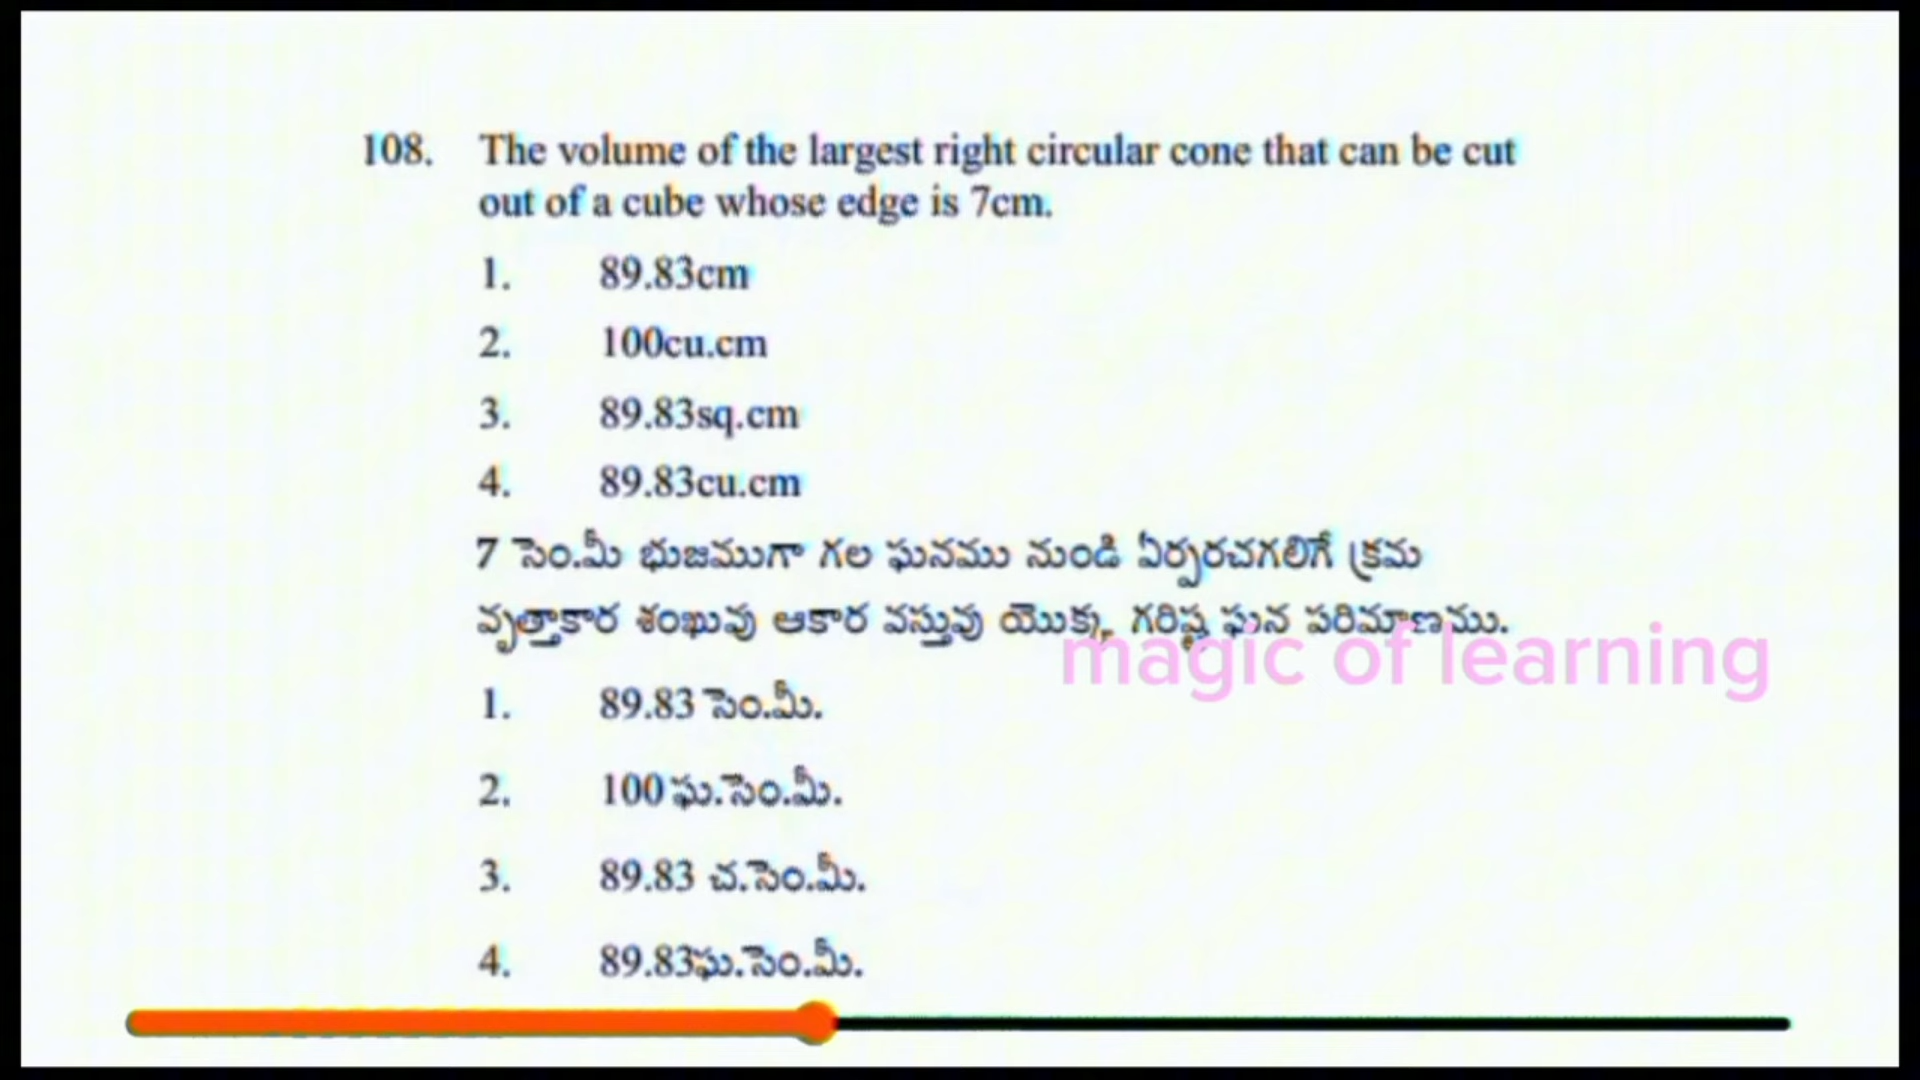 108. The volume of the largest right circular cone that can be cut
out of a cube whose edge is 7cm.
1. 89.83cm
2. 100cu.cm
3. 89.83sq.cm
4. 89.83cu.cm
7 సెం.మీ భుజముగా గల ఘనము నుండి ఏర్పరచగలిగే క్రమ
వృత్తాకార శంఖువు ఆకార వస్తువు యొక్క గరిష్ట ఘన పరిమాణము.
magic of learning
1. 89.83 సెం.మీ.
2. 100 ఘ.సెం.మీ.
3. 89.83 చ.సెం.మీ.
4. 89.83ఘ.సెం.మీ.